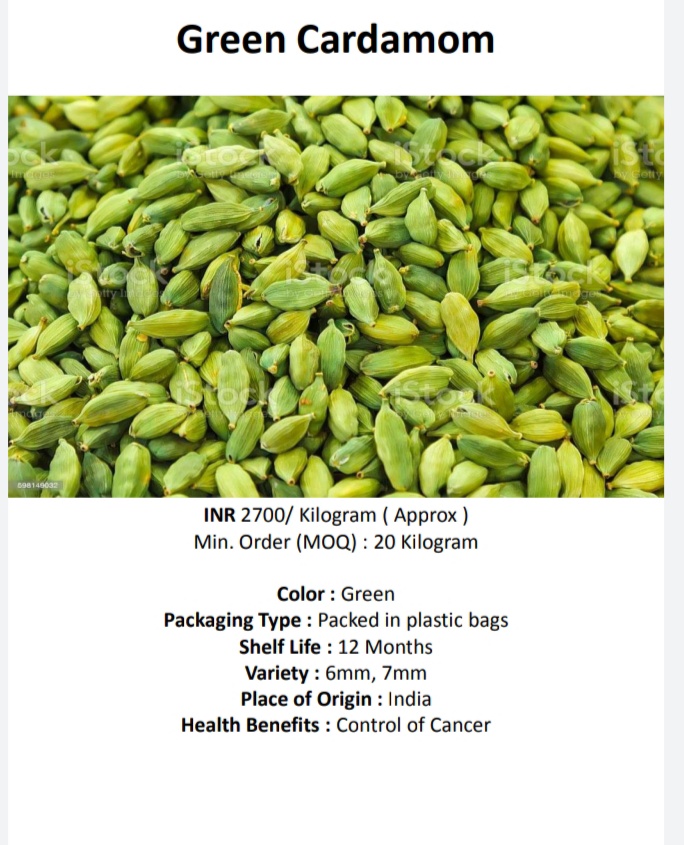 Green Cardamom
iStock
by Getty Images
898149032
INR 2700/ Kilogram ( Approx )
Min. Order (MOQ) : 20 Kilogram
Color : Green
Packaging Type : Packed in plastic bags
Shelf Life : 12 Months
Variety : 6mm, 7mm
Place of Origin : India
Health Benefits : Control of Cancer